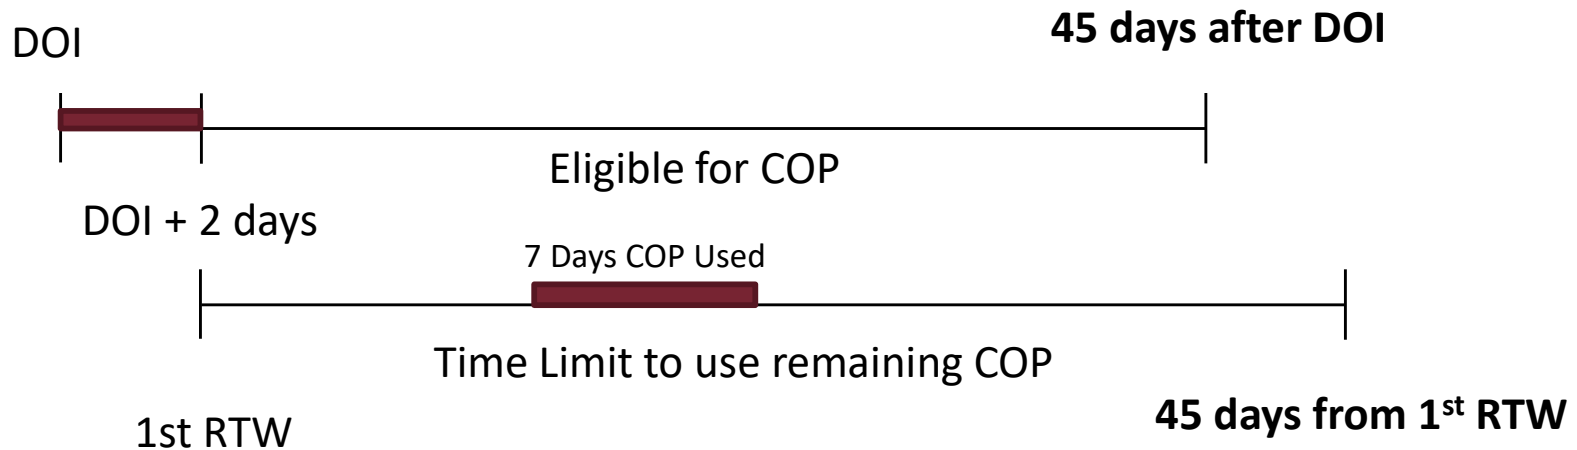 DOI
45 days after DOI
Eligible for COP
DOI + 2 days
7 Days COP Used
Time Limit to use remaining COP
1st RTW
45 days from 1st RTW